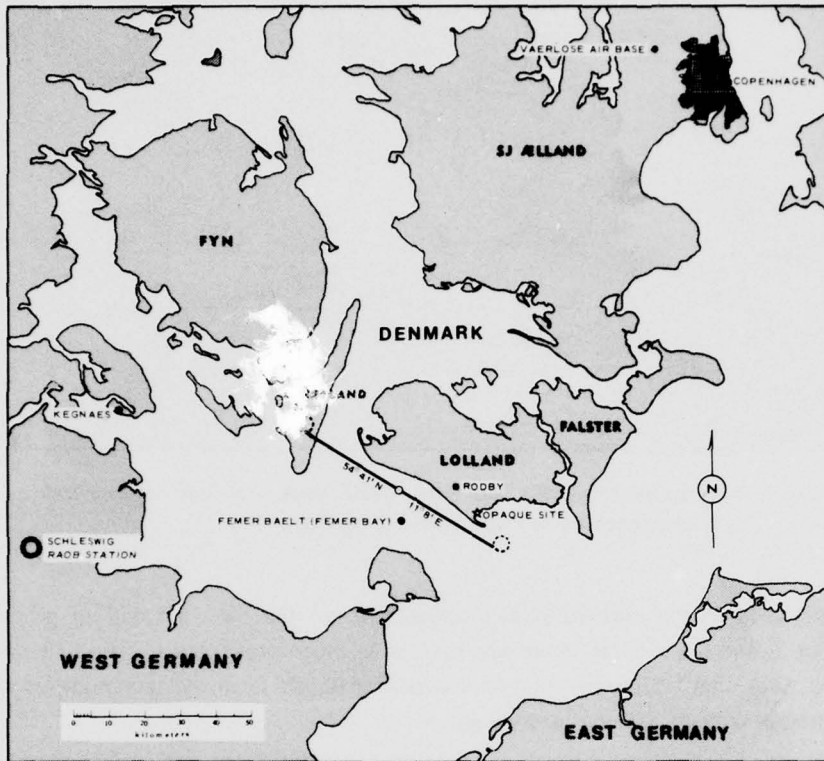 VAERLOSE AIR BASE
COPENHAGEN
SJ ÆLLAND
FYN
DENMARK
KEGNAES
FALSTER
LOLLAND
RODBY
54°41'N
11°8'E
OPAQUE SITE
FEMER BAELT (FEMER BAY)
N
SCHLESWIG
RAOB STATION
WEST GERMANY
0 10 20 30 40 50
kilometers
EAST GERMANY